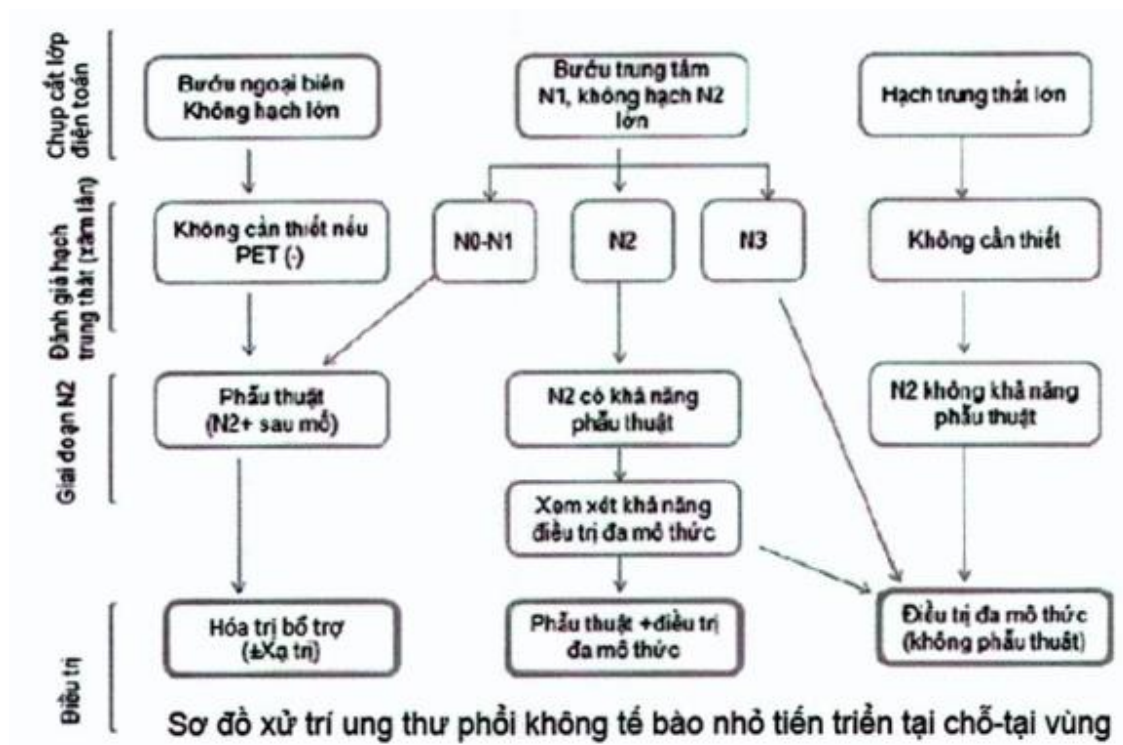 Chụp cắt lớp
điện toán
Bướu ngoại biên
Không hạch lớn
Bướu trung tâm
N1, không hạch N2
lớn
Hạch trung thất lớn
Đánh giá hạch
trung thất (xâm lấn)
Không cần thiết nếu
PET (-)
N0-N1
N2
N3
Không cần thiết
Giai đoạn N2
Phẫu thuật
(N2+ sau mổ)
N2 có khả năng
phẫu thuật
N2 không khả năng
phẫu thuật
Xem xét khả năng
điều trị đa mô thức
Điều trị
Hóa trị bổ trợ
(±Xạ trị)
Phẫu thuật +điều trị
đa mô thức
Điều trị đa mô thức
(không phẫu thuật)
Sơ đồ xử trí ung thư phổi không tế bào nhỏ tiến triển tại chỗ-tại vùng